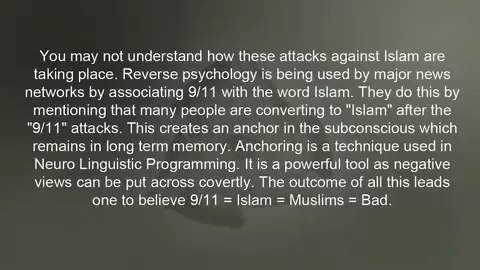 You may not understand how these attacks against Islam are
taking place. Reverse psychology is being used by major news
networks by associating 9/11 with the word Islam. They do this by
mentioning that many people are converting to "Islam" after the
"9/11" attacks. This creates an anchor in the subconscious which
remains in long term memory. Anchoring is a technique used in
Neuro Linguistic Programming. It is a powerful tool as negative
views can be put across covertly. The outcome of all this leads
one to believe 9/11 = Islam = Muslims = Bad.